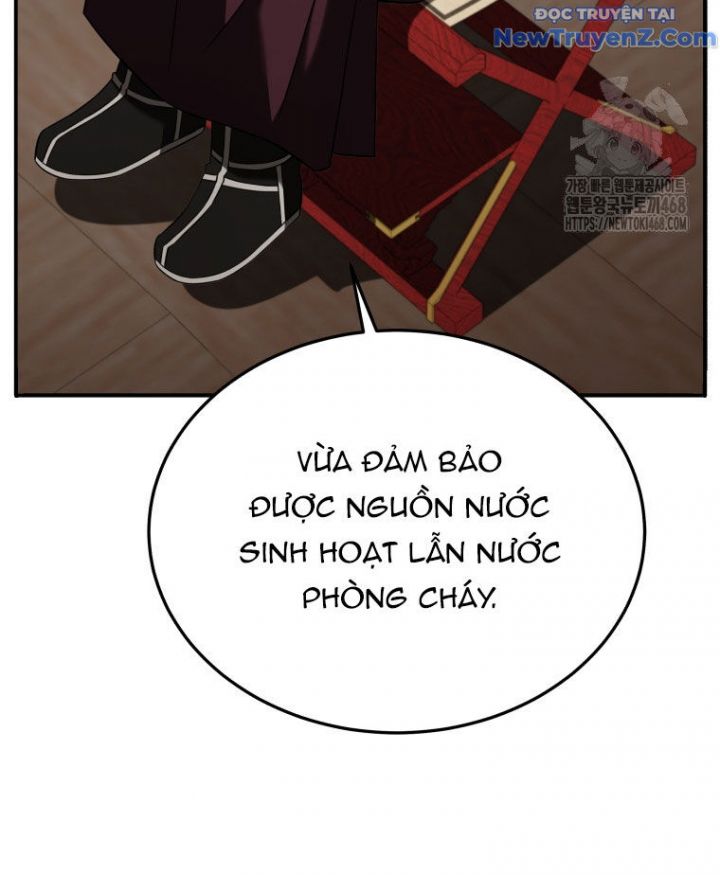 ĐỌC TRUYỆN TẠI
NewTruyenZ.Com
가장 빠른 웹툰제공사이트
웹툰왕국뉴토끼468
HTTPS://NEWTOKI468.COM
VỪA ĐẢM BẢO
ĐƯỢC NGUỒN NƯỚC
SINH HOẠT LẪN NƯỚC
PHÒNG CHÁY.